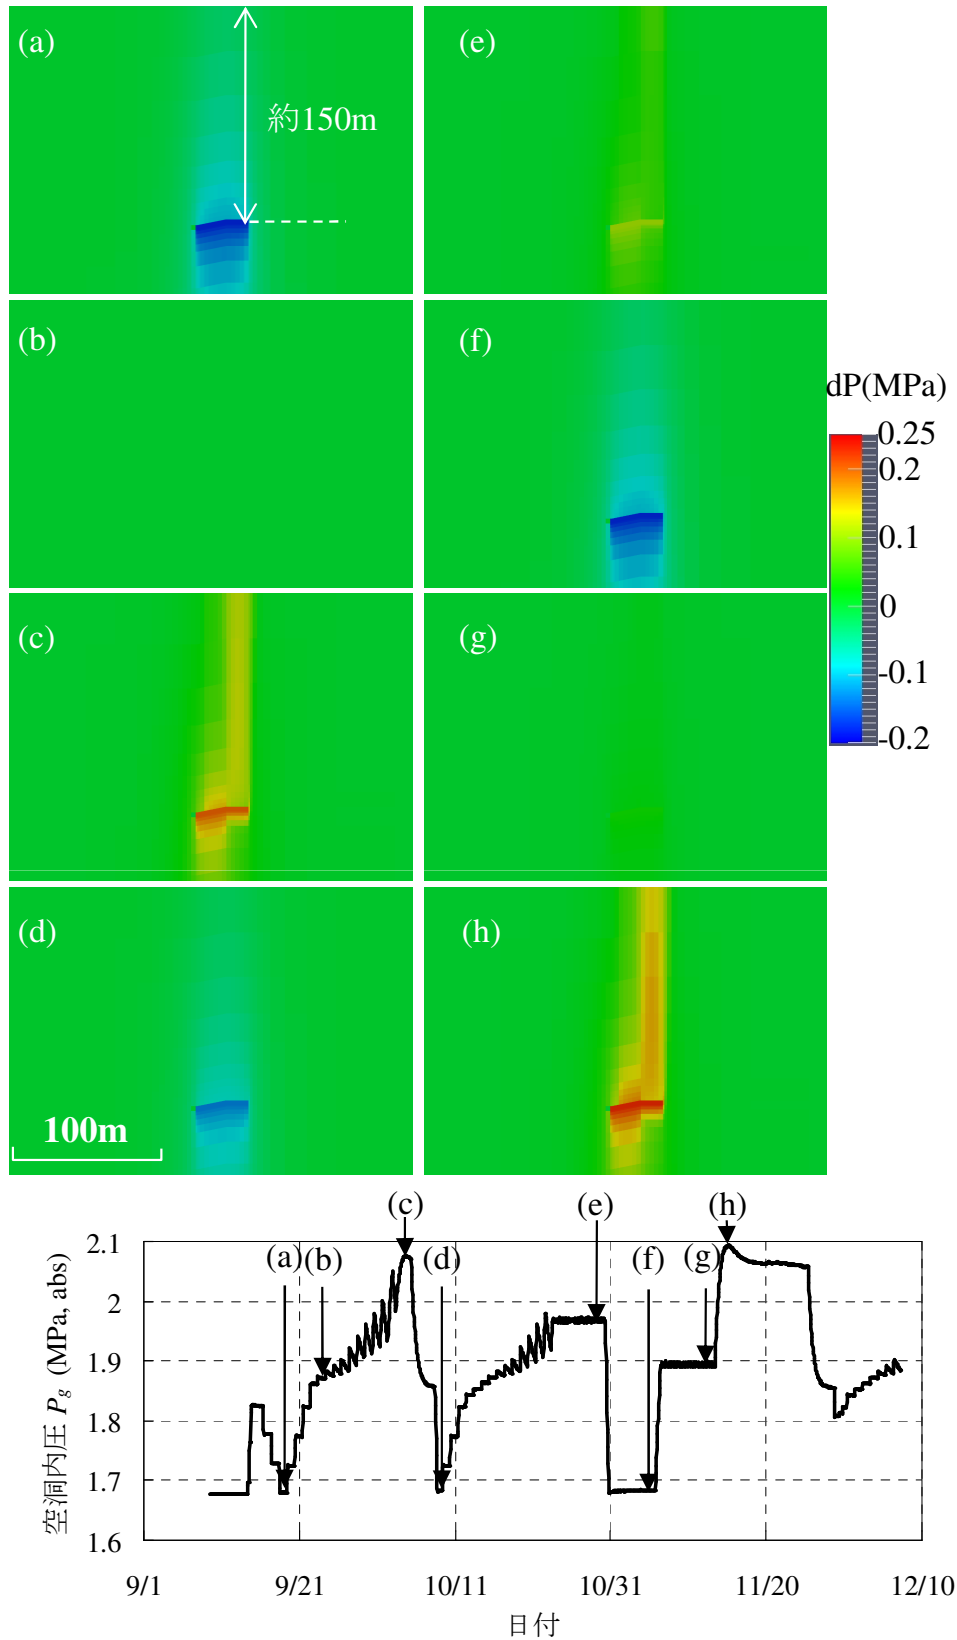 (a)
約150m
(e)
(b)
(f)
dP(MPa)
0.25
0.2
0.1
0
-0.1
-0.2
(c)
(g)
(d)
100m
(h)
(c)
(e)
(h)
(a)
(b)
(d)
(f)
(g)
空洞内圧 Pg (MPa, abs)
2.1
2
1.9
1.8
1.7
1.6
9/1
9/21
10/11
10/31
11/20
12/10
日付